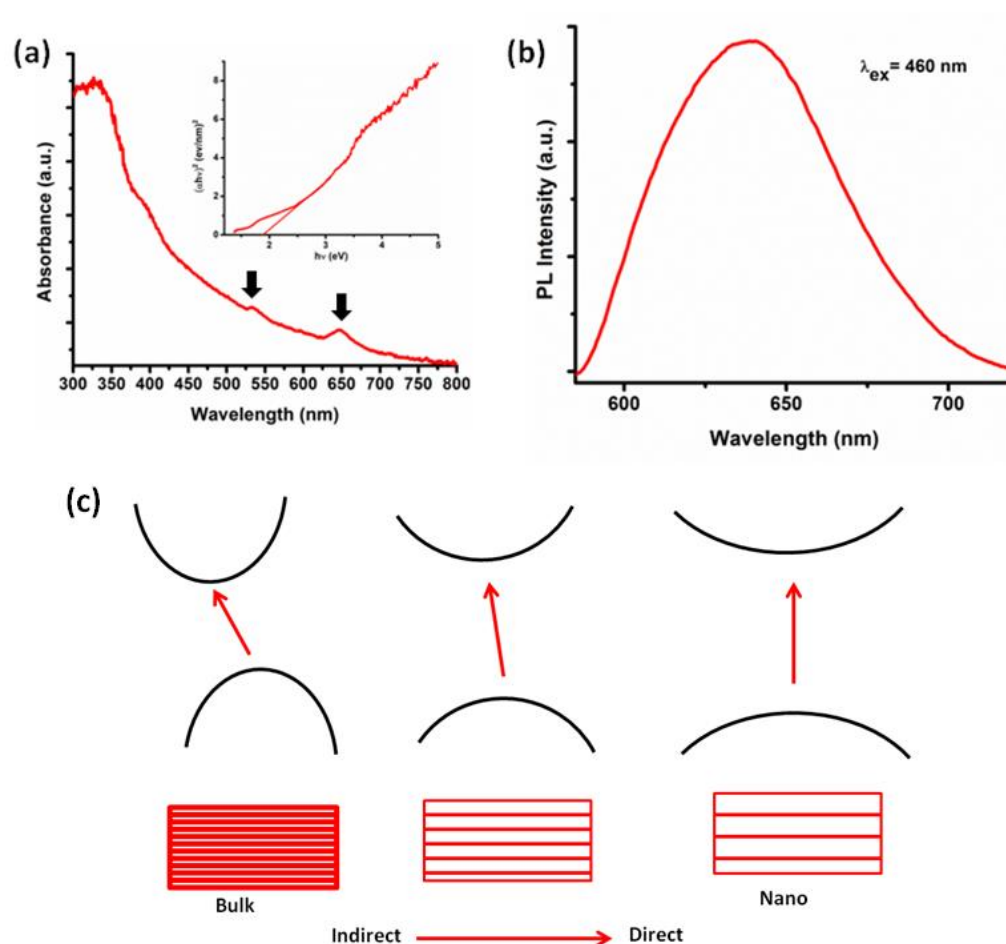 (a)
Absorbance (a.u.)
(αhν)² (ev/nm)²
8
6
4
2
0
2
3
4
5
hν (eV)
300 350 400 450 500 550 600 650 700 750 800
Wavelength (nm)
(b)
λex= 460 nm
PL Intensity (a.u.)
600
650
700
Wavelength (nm)
(c)
Bulk
Nano
Indirect
Direct